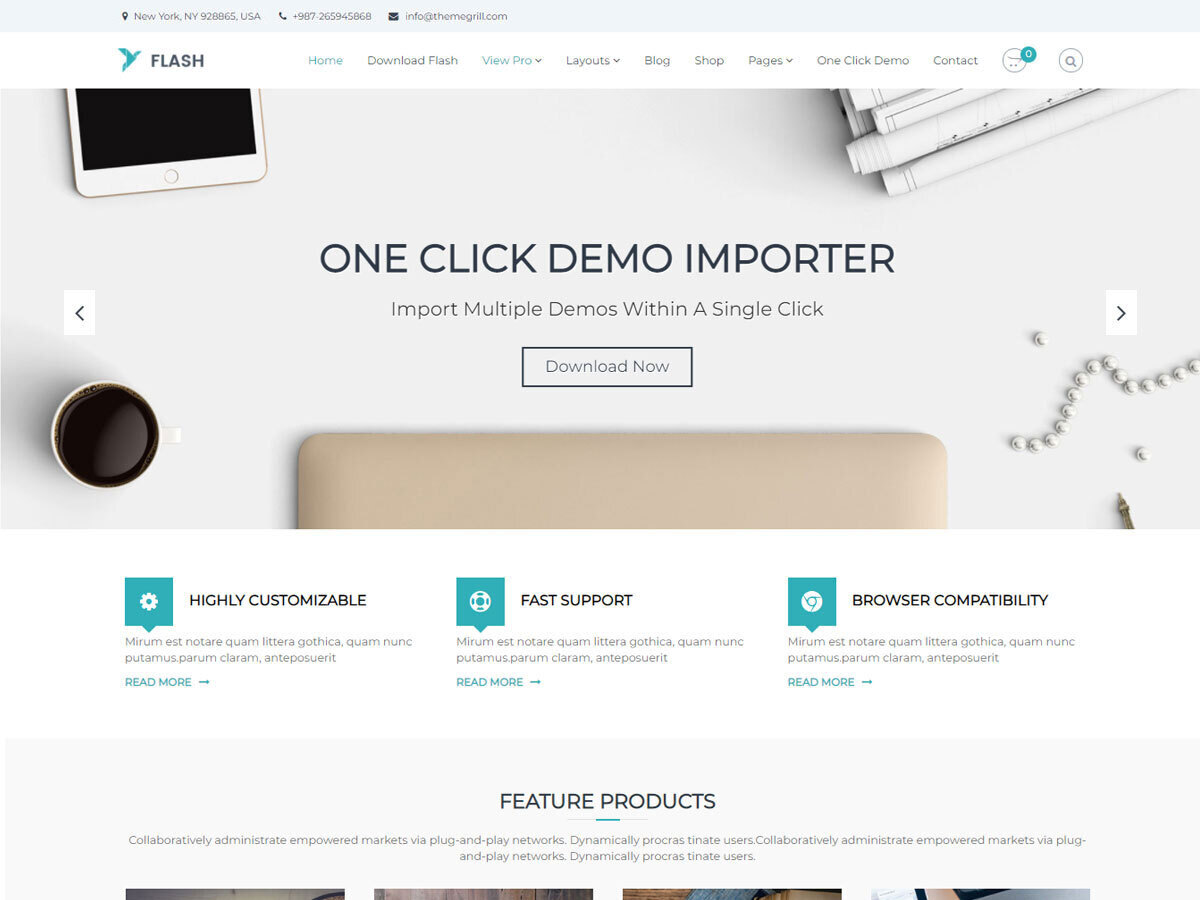 New York, NY 928865, USA +987-265945868 info@themegrill.com
FLASH Home Download Flash View Pro Layouts Blog Shop Pages One Click Demo Contact 0
ONE CLICK DEMO IMPORTER
Import Multiple Demos Within A Single Click
Download Now
HIGHLY CUSTOMIZABLE
Mirum est notare quam littera gothica, quam nunc
putamus.parum claram, anteposuerit
READ MORE
FAST SUPPORT
Mirum est notare quam littera gothica, quam nunc
putamus.parum claram, anteposuerit
READ MORE
BROWSER COMPATIBILITY
Mirum est notare quam littera gothica, quam nunc
putamus.parum claram, anteposuerit
READ MORE
FEATURE PRODUCTS
Collaboratively administrate empowered markets via plug-and-play networks. Dynamically procras tinate users.Collaboratively administrate empowered markets via plug-
and-play networks. Dynamically procras tinate users.